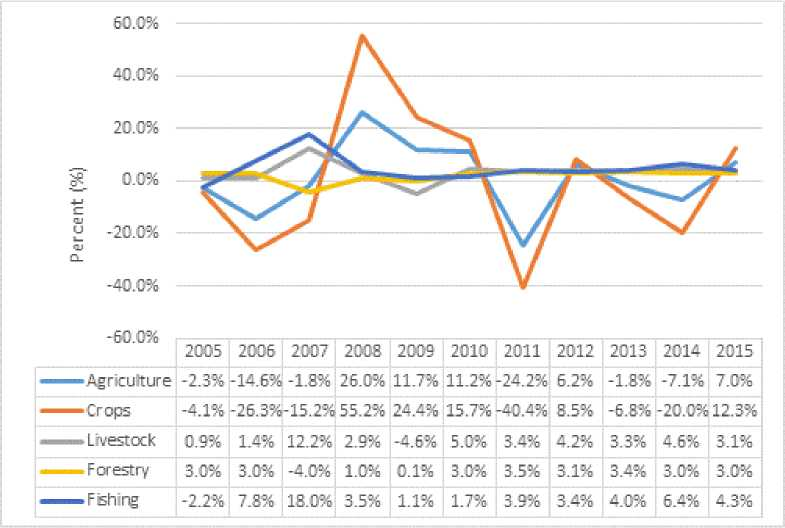 60.0%
40.0%
20.0%
0.0%
-20.0%
-40.0%
-60.0%
Percent (%)
2005 2006 2007 2008 2009 2010 2011 2012 2013 2014 2015
Agriculture -2.3% -14.6% -1.8% 26.0% 11.7% 11.2% -24.2% 6.2% -1.8% -7.1% 7.0%
Crops -4.1% -26.3% -15.2% 55.2% 24.4% 15.7% -40.4% 8.5% -6.8% -20.0% 12.3%
Livestock 0.9% 1.4% 12.2% 2.9% -4.6% 5.0% 3.4% 4.2% 3.3% 4.6% 3.1%
Forestry 3.0% 3.0% -4.0% 1.0% 0.1% 3.0% 3.5% 3.1% 3.4% 3.0% 3.0%
Fishing -2.2% 7.8% 18.0% 3.5% 1.1% 1.7% 3.9% 3.4% 4.0% 6.4% 4.3%